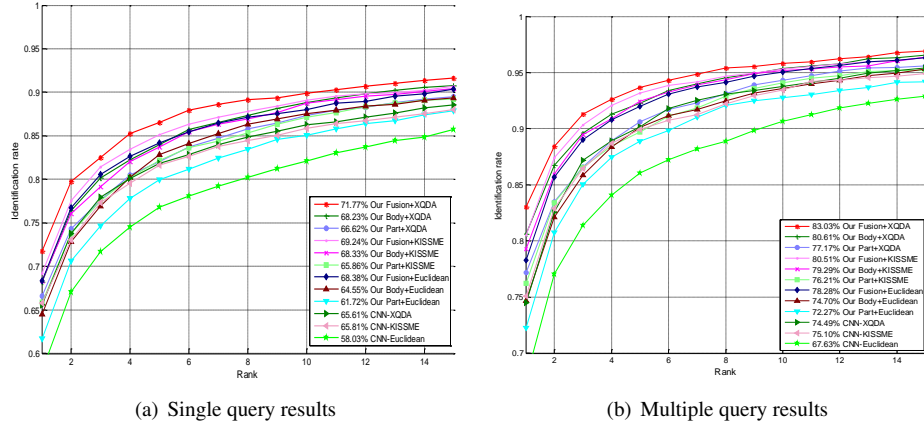 1
0.95
0.9
0.85
0.8
0.75
0.7
0.65
0.6
2 4 6 8 10 12 14
Identification rate
Rank
71.77% Our Fusion+XQDA
68.23% Our Body+XQDA
66.62% Our Part+XQDA
69.24% Our Fusion+KISSME
68.33% Our Body+KISSME
65.86% Our Part+KISSME
68.38% Our Fusion+Euclidean
64.55% Our Body+Euclidean
61.72% Our Part+Euclidean
65.61% CNN-XQDA
65.81% CNN-KISSME
58.03% CNN-Euclidean
(a) Single query results
1
0.95
0.9
0.85
0.8
0.75
0.7
2 4 6 8 10 12 14
Identification rate
Rank
83.03% Our Fusion+XQDA
80.61% Our Body+XQDA
77.17% Our Part+XQDA
80.51% Our Fusion+KISSME
79.29% Our Body+KISSME
76.21% Our Part+KISSME
78.28% Our Fusion+Euclidean
74.70% Our Body+Euclidean
72.27% Our Part+Euclidean
74.49% CNN-XQDA
75.10% CNN-KISSME
67.63% CNN-Euclidean
(b) Multiple query results